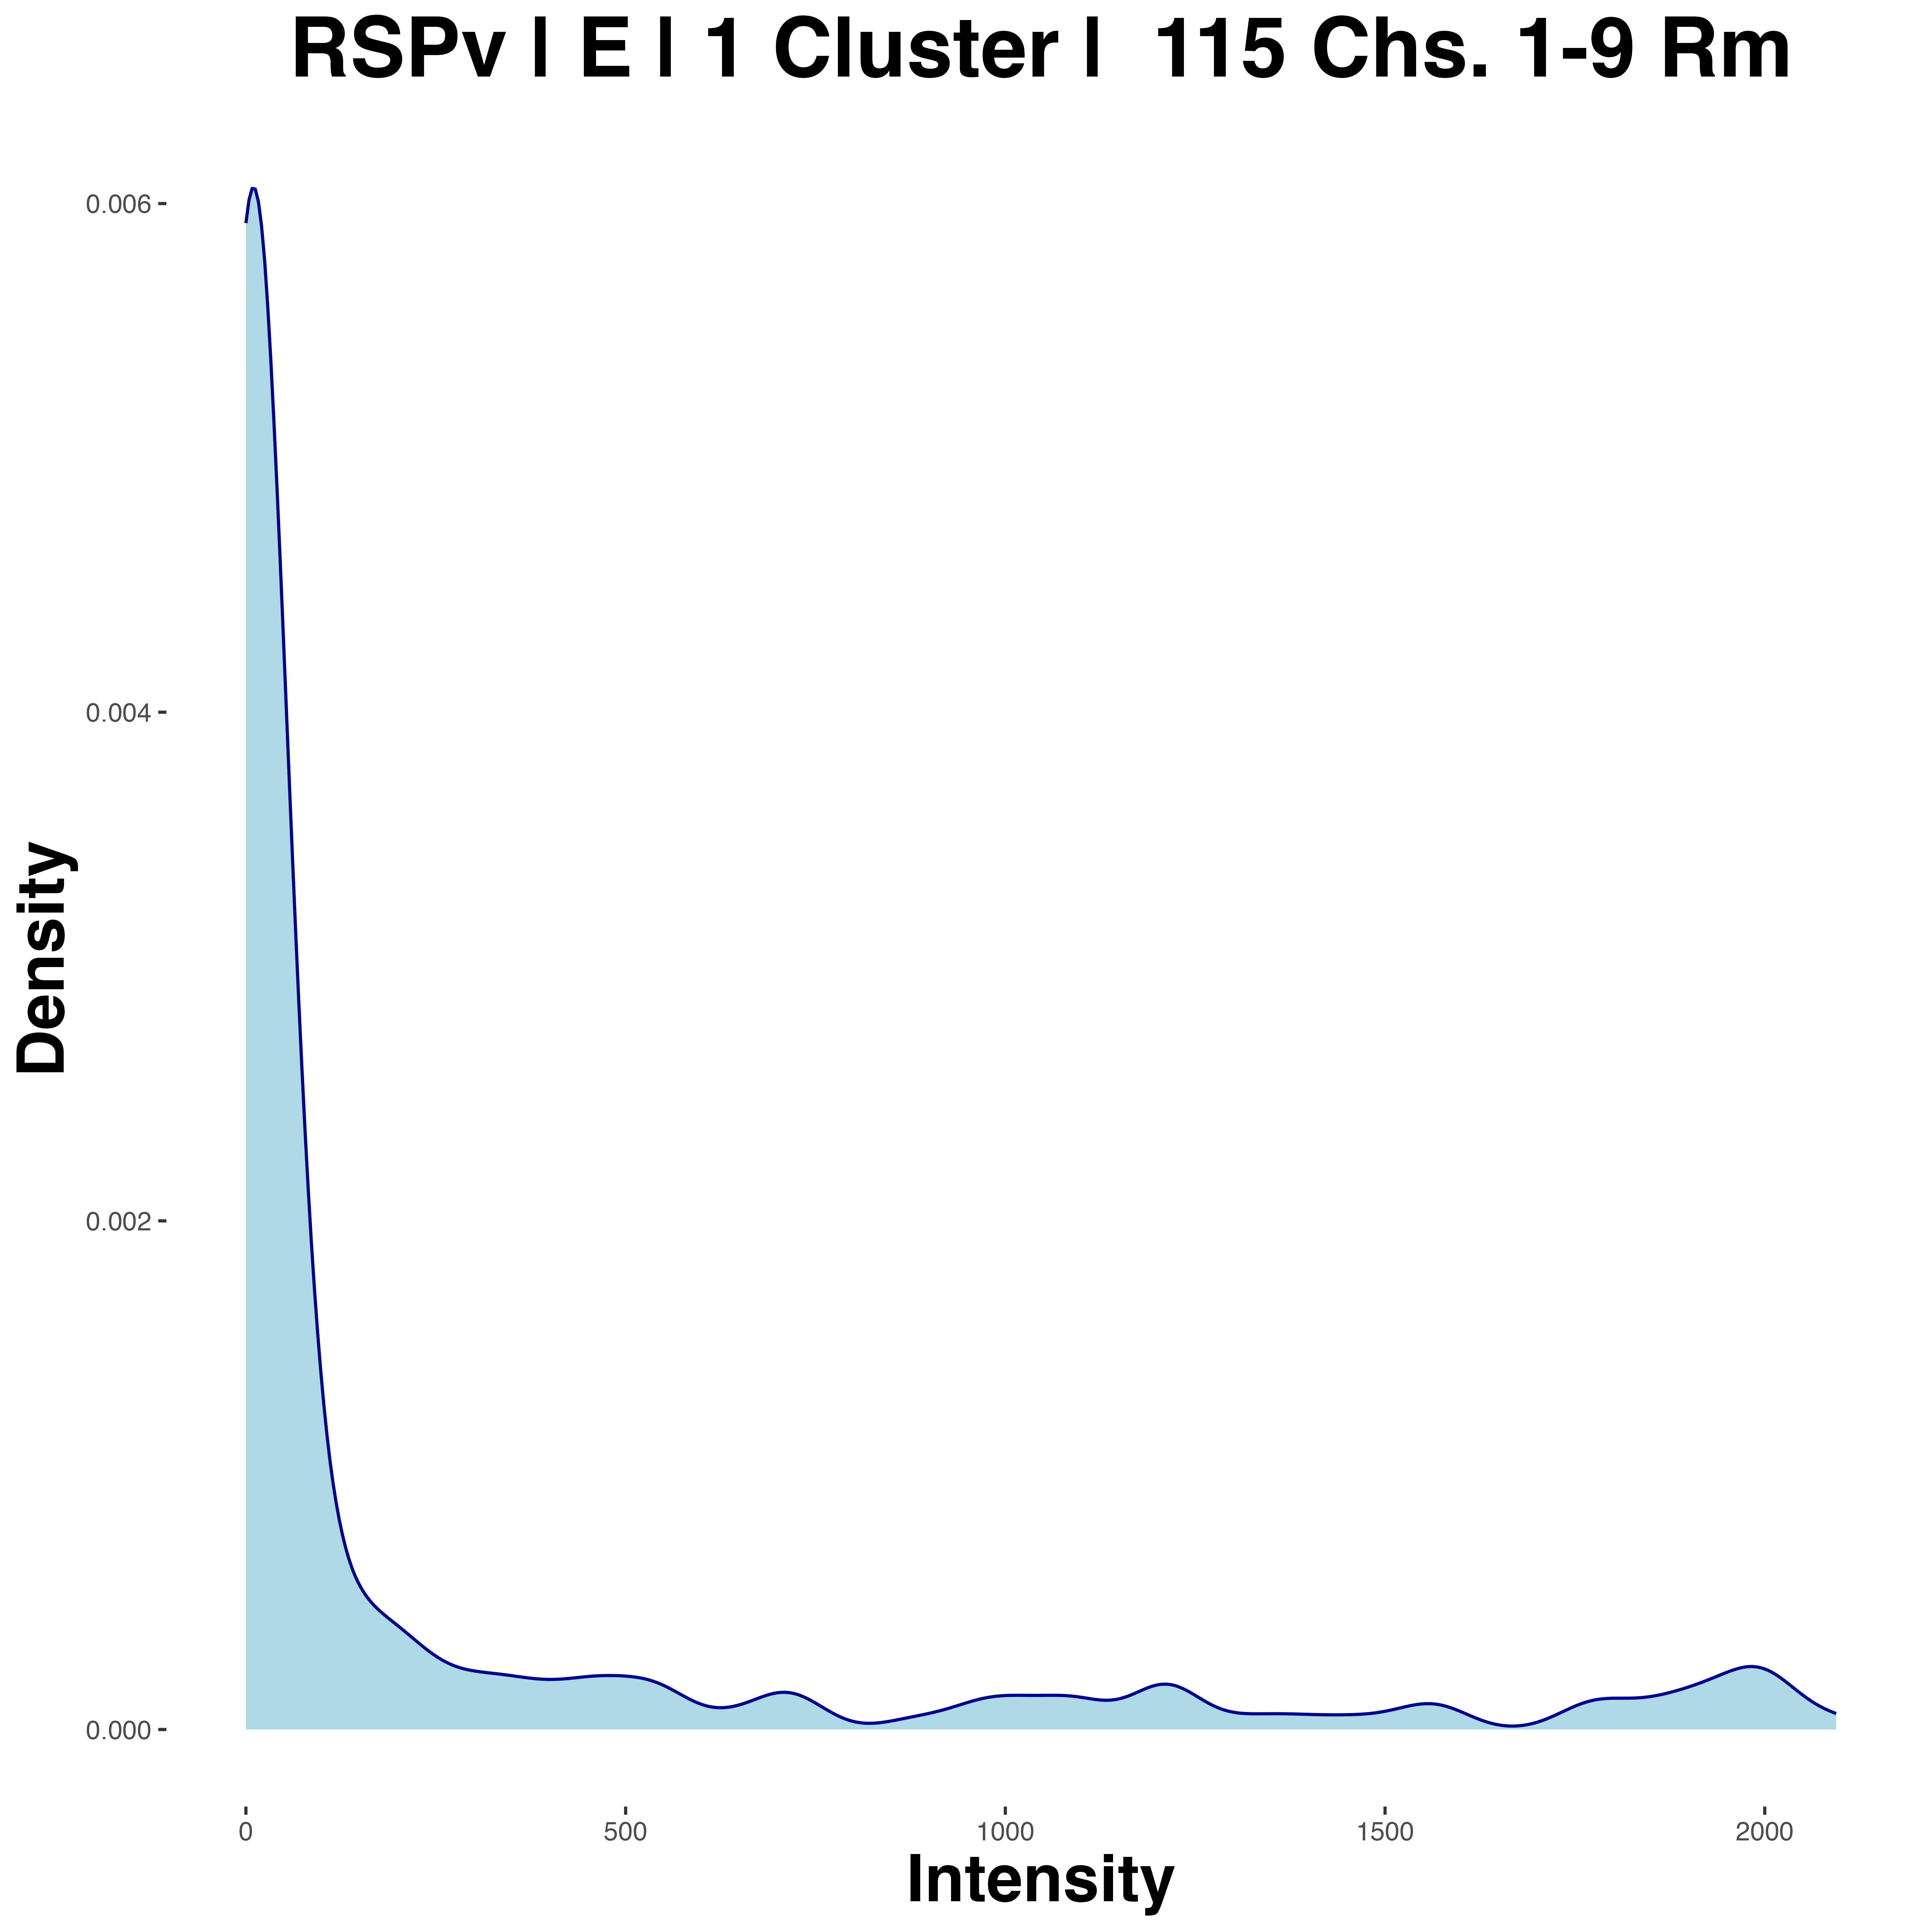 RSPv | E | 1 Cluster | 115 Chs. 1-9 Rm
0.006
0.004
0.002
0.000
Density
0 500 1000 1500 2000
Intensity